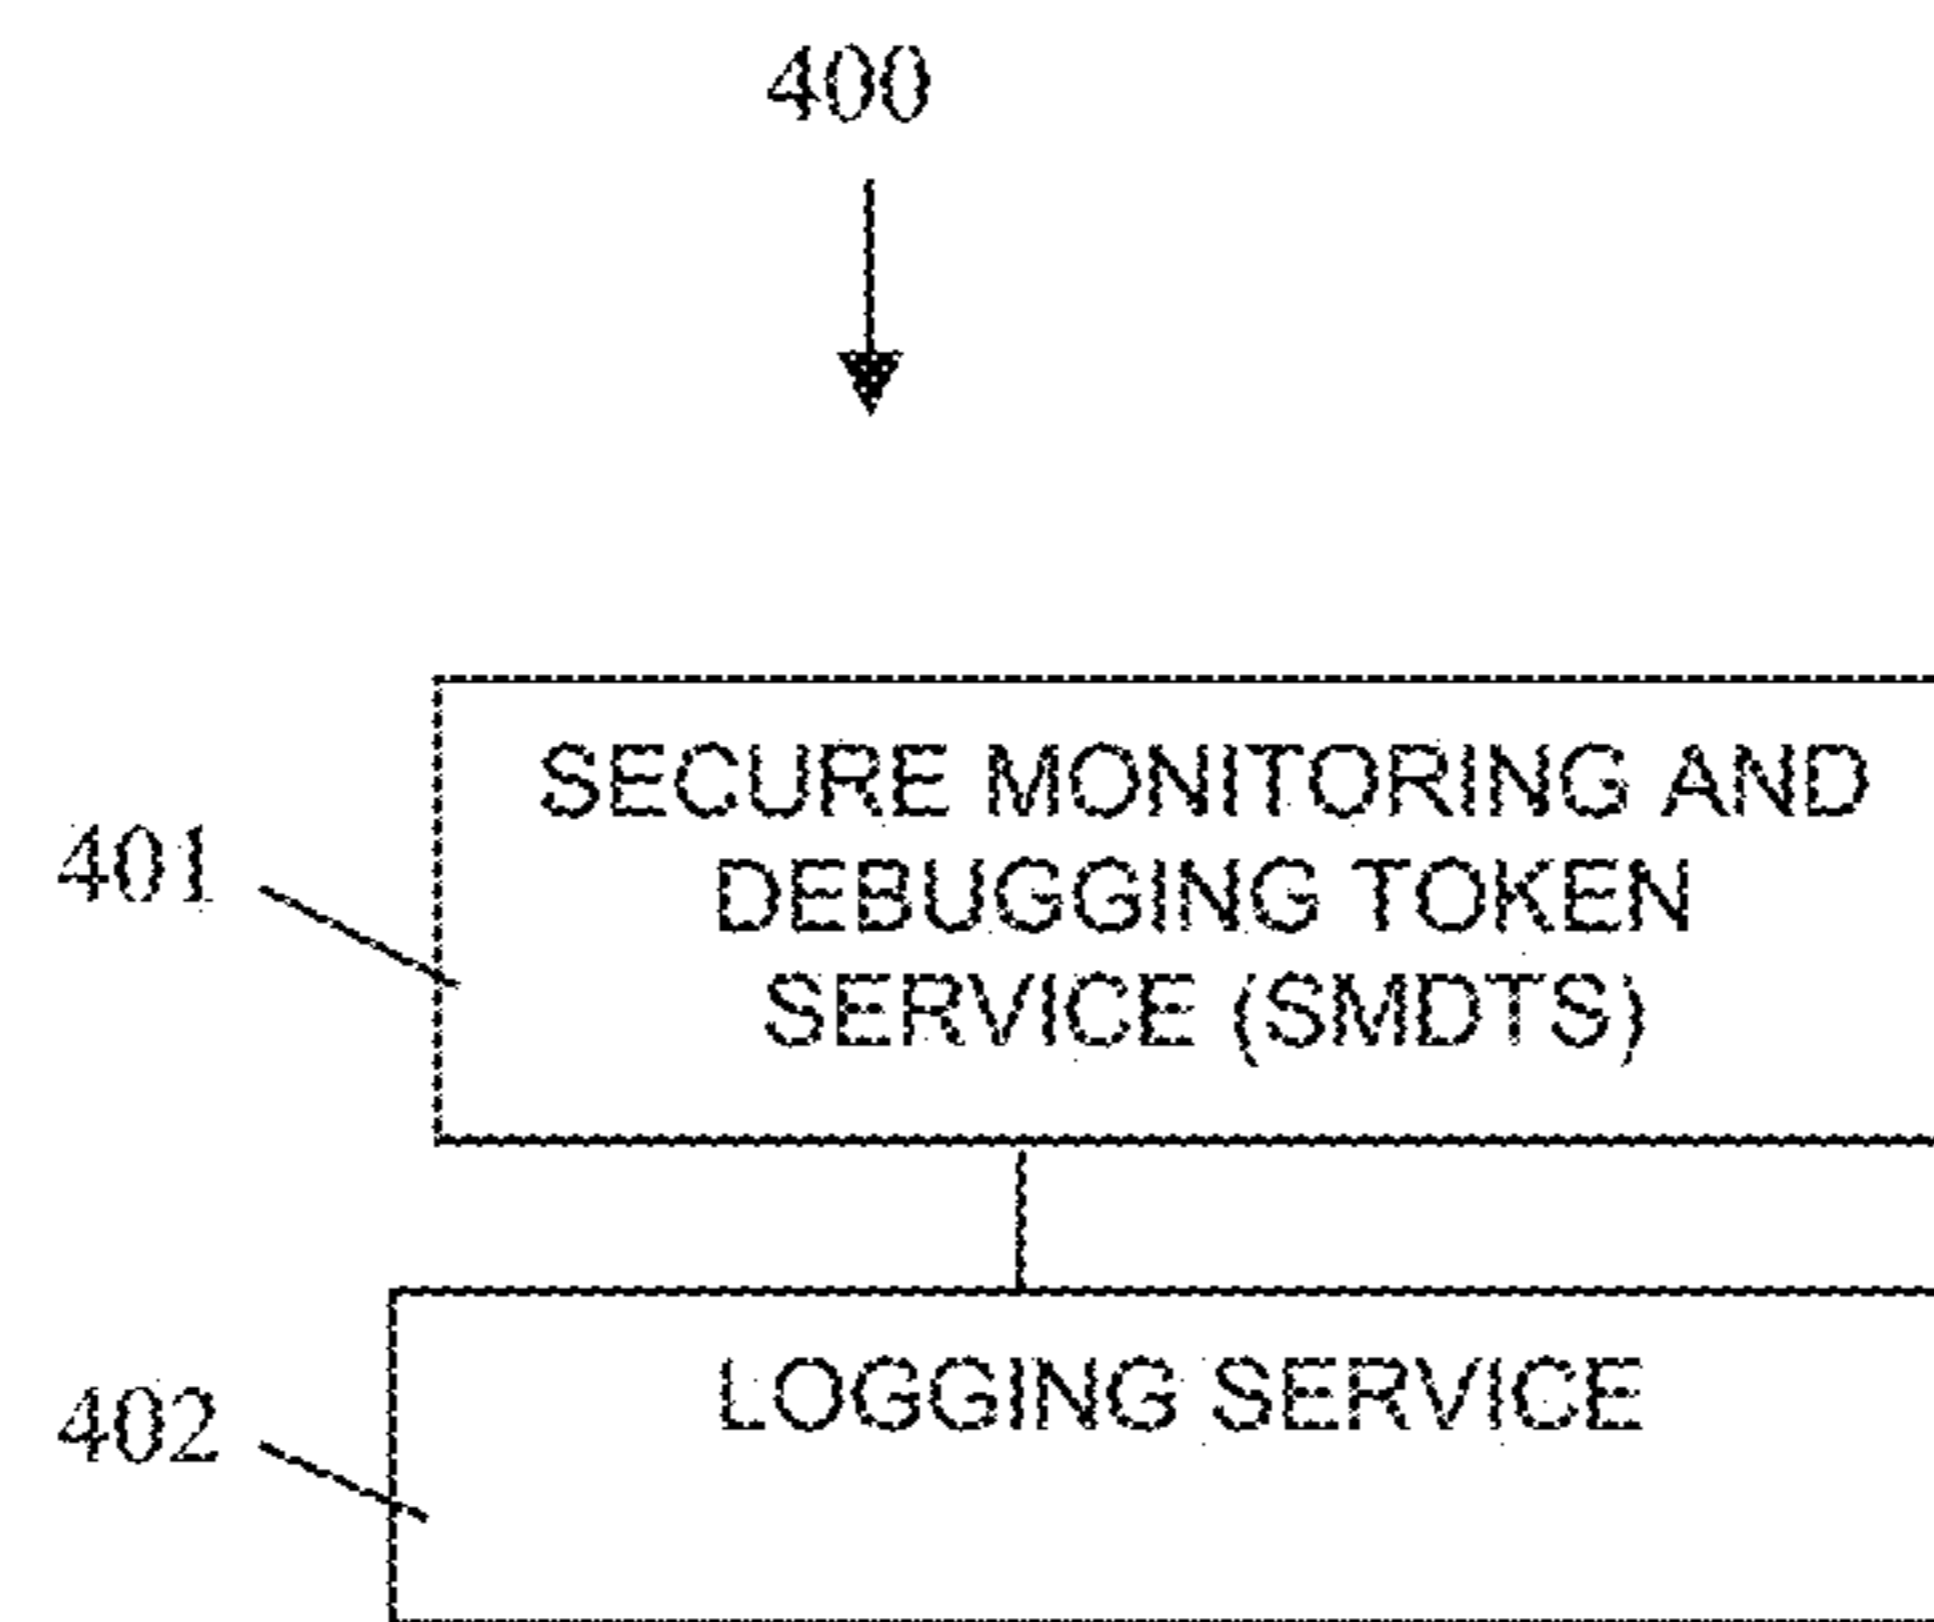 400
401
SECURE MONITORING AND
DEBUGGING TOKEN
SERVICE (SMDTS)
402
LOGGING SERVICE